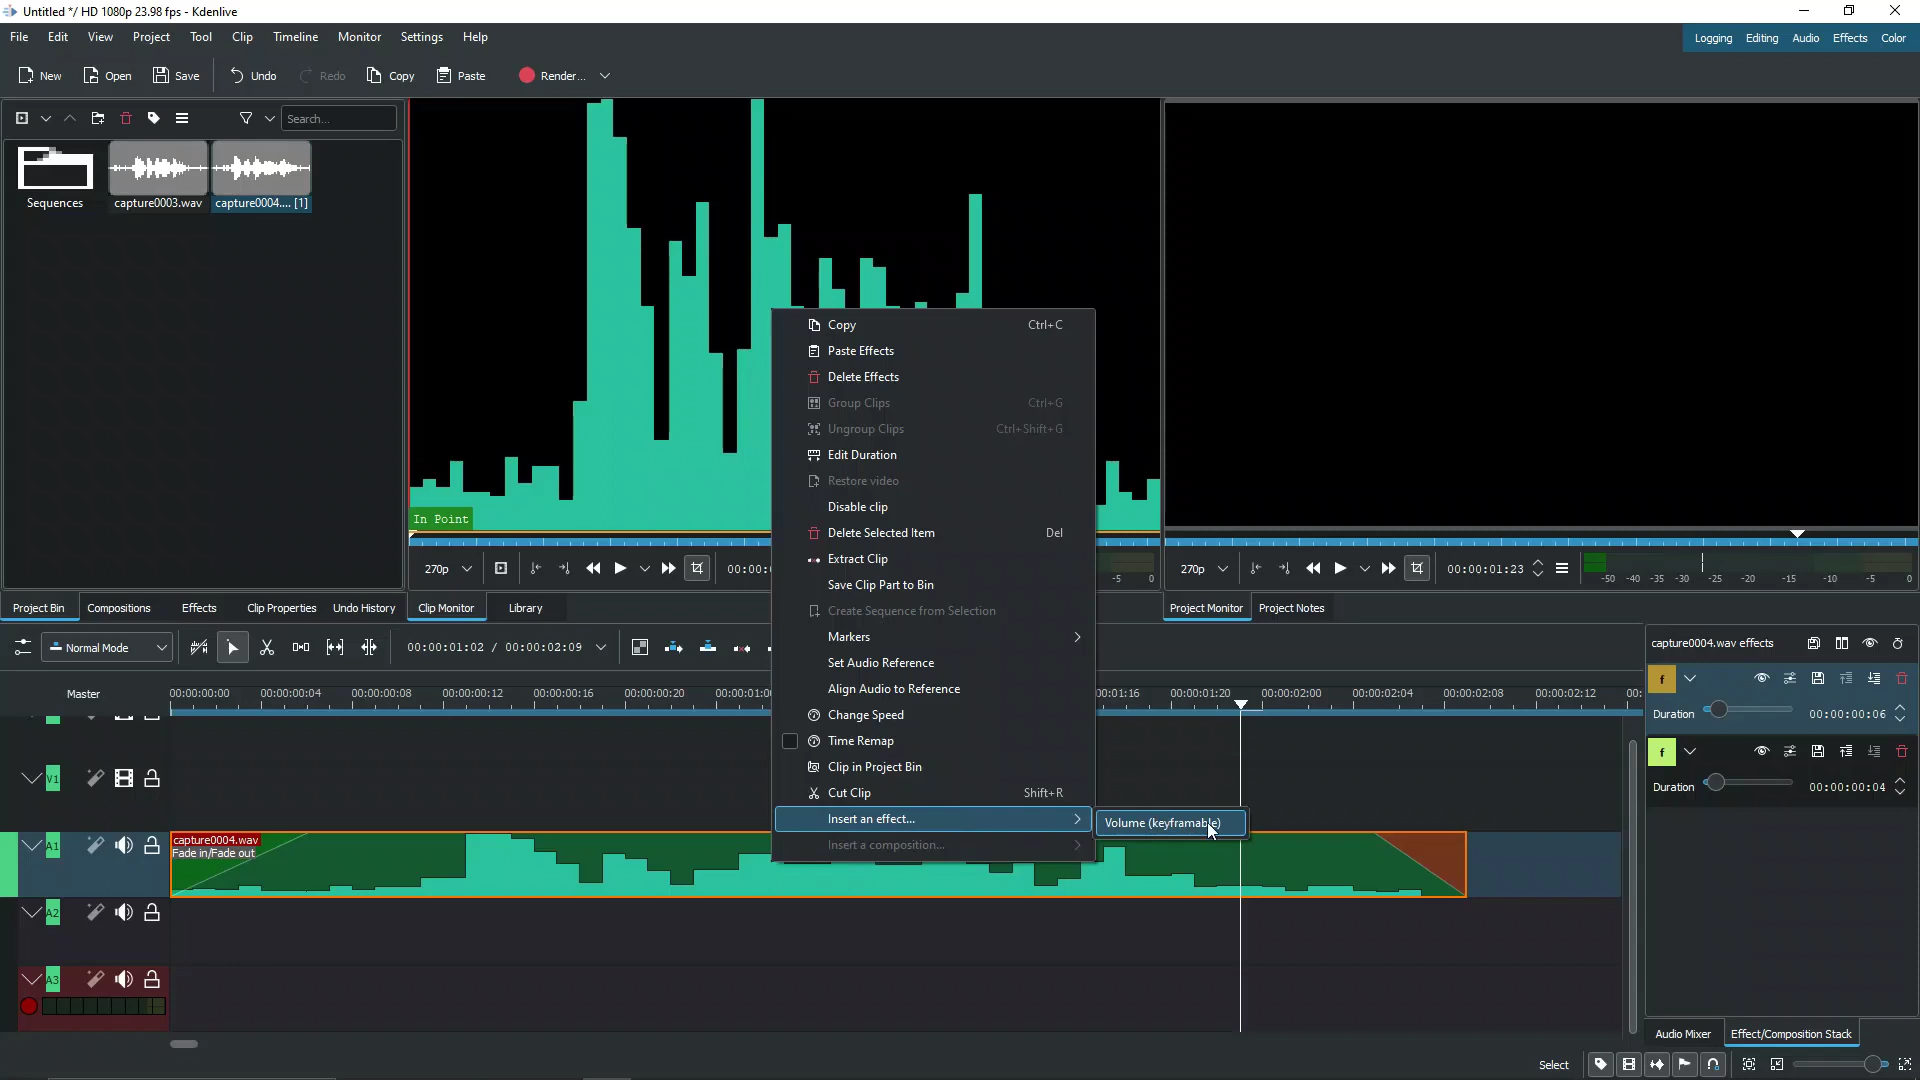 Untitled */ HD 1080p 23.98 fps - Kdenlive
File Edit View Project Tool Clip Timeline Monitor Settings Help
Logging Editing Audio Effects Color
New Open Save Undo Redo Copy Paste Render...
Search...
Sequences capture0003.wav capture0004.... [1]
In Point
270p 00:00:0
-5 0
270p 00:00:01:23
-50 -40 -35 -30 -25 -20 -15 -10 -5 0
Project Bin Compositions Effects Clip Properties Undo History Clip Monitor Library
Project Monitor Project Notes
Copy Ctrl+C
Paste Effects
Delete Effects
Group Clips Ctrl+G
Ungroup Clips Ctrl+Shift+G
Edit Duration
Restore video
Disable clip
Delete Selected Item Del
Extract Clip
Save Clip Part to Bin
Create Sequence from Selection
Markers
Set Audio Reference
Align Audio to Reference
Change Speed
Time Remap
Clip in Project Bin
Cut Clip Shift+R
Insert an effect...
Insert a composition...
Volume (keyframable)
Normal Mode 00:00:01:02 / 00:00:02:09
Master 00:00:00:00 00:00:00:04 00:00:00:08 00:00:00:12 00:00:00:16 00:00:00:20 00:00:01:0
00:01:16 00:00:01:20 00:00:02:00 00:00:02:04 00:00:02:08 00:00:02:12 00:
V1
A1 capture0004.wav
Fade in/Fade out
A2
A3
capture0004.wav effects
f
Duration 00:00:00:06
f
Duration 00:00:00:04
Audio Mixer Effect/Composition Stack
Select